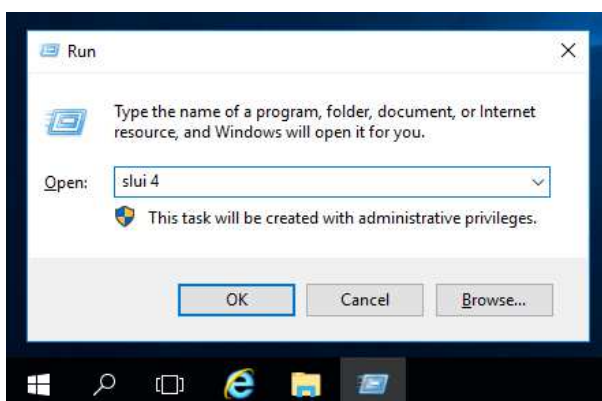 Run
Type the name of a program, folder, document, or Internet
resource, and Windows will open it for you.
Open: slui 4
This task will be created with administrative privileges.
OK Cancel Browse...